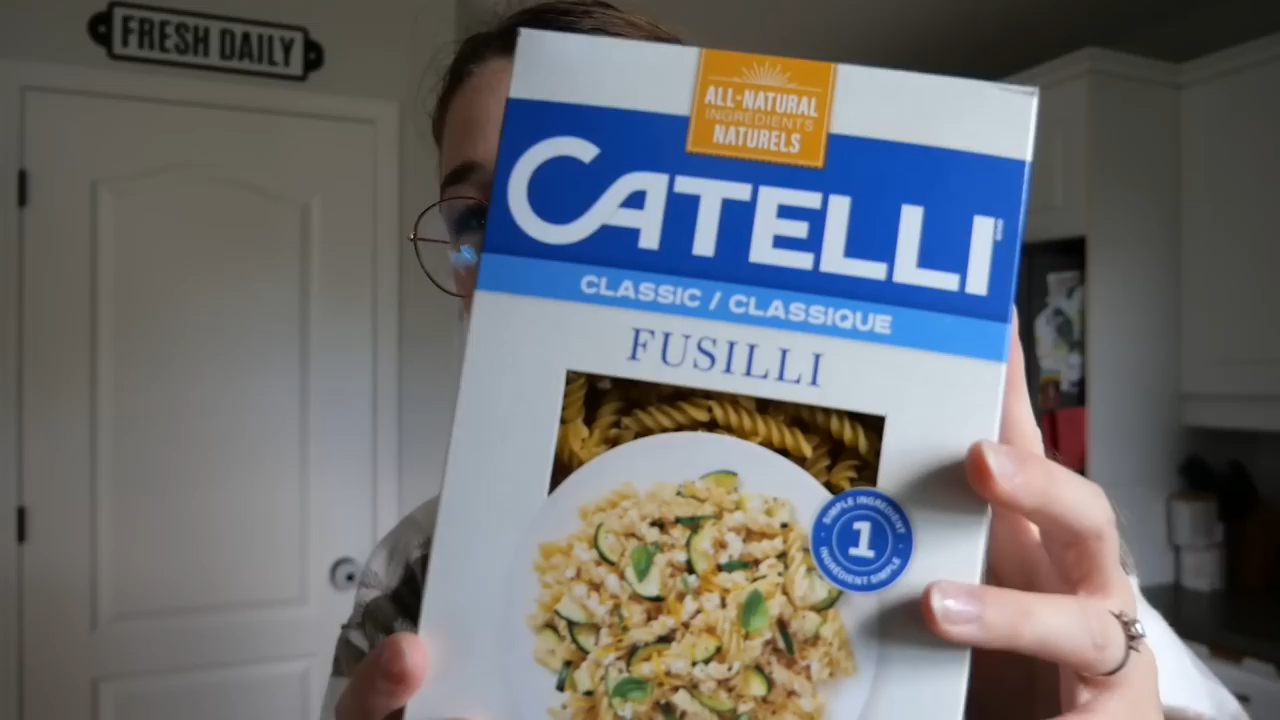 FRESH DAILY
ALL-NATURAL
INGREDIENTS
NATURELS
CATELLI
CLASSIC / CLASSIQUE
FUSILLI
SIMPLE INGREDIENT
1
INGRÉDIENT SIMPLE